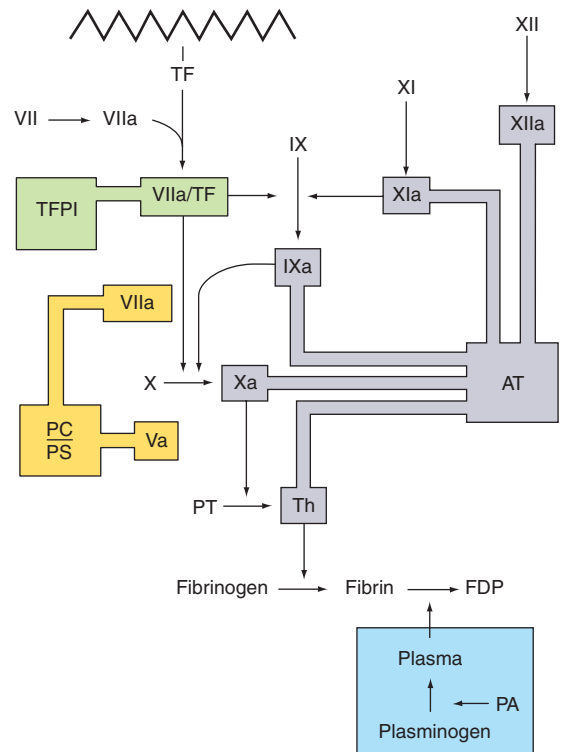 TF
XII
XI
VII
VIIa
XIIa
IX
TFPI
VIIa/TF
XIa
IXa
VIIa
X
Xa
AT
PC
PS
Va
PT
Th
Fibrinogen
Fibrin
FDP
Plasma
PA
Plasminogen